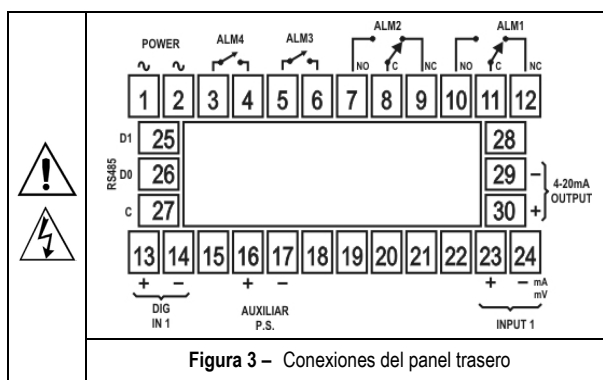 POWER ALM4 ALM3 ALM2 ALM1
NO C NC NO C NC
1 2 3 4 5 6 7 8 9 10 11 12
D1 25 28
RS485
D0 26 29 −
4-20mA
OUTPUT
C 27 30 +
13 14 15 16 17 18 19 20 21 22 23 24
+ − + − + − mA
mV
DIG
IN 1
AUXILIAR
P.S.
INPUT 1
Figura 3 – Conexiones del panel trasero